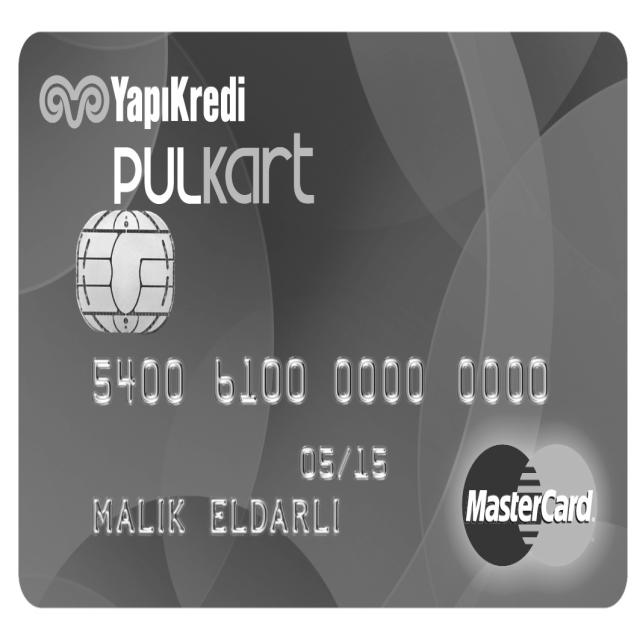 YapıKredi
PULKart
5400 6100 0000 0000
05/15
MALIK ELDARLI
MasterCard